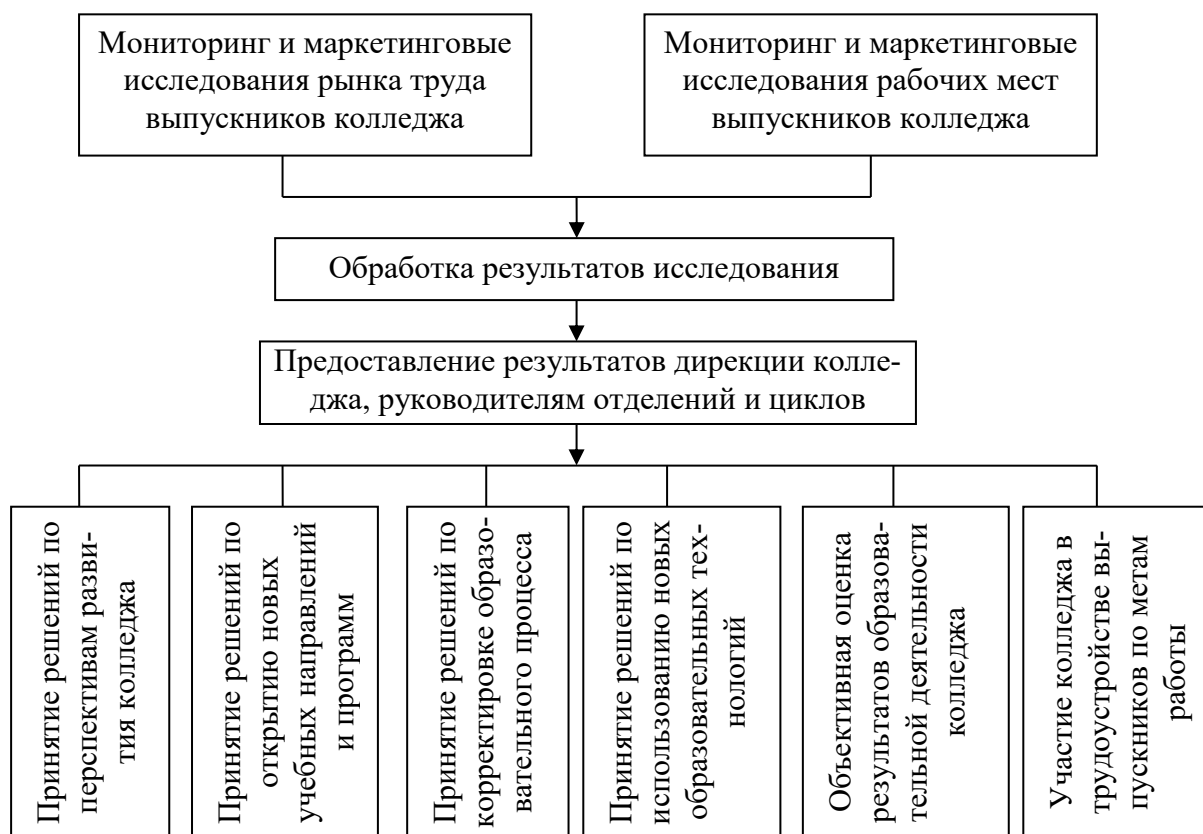 Мониторинг и маркетинговые
исследования рынка труда
выпускников колледжа
Мониторинг и маркетинговые
исследования рабочих мест
выпускников колледжа
Обработка результатов исследования
Предоставление результатов дирекции колле-
джа, руководителям отделений и циклов
Принятие решений по
перспективам разви-
тия колледжа
Принятие решений по
открытию новых
учебных направлений
и программ
Принятие решений по
корректировке образо-
вательного процесса
Принятие решений по
использованию новых
образовательных тех-
нологий
Объективная оценка
результатов образова-
тельной деятельности
колледжа
Участие колледжа в
трудоустройстве вы-
пускников по метам
работы